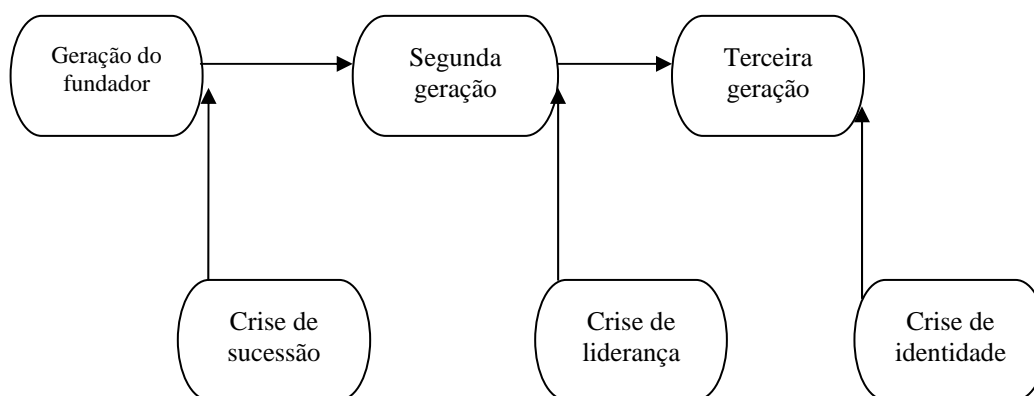 Geração do
fundador
Segunda
geração
Terceira
geração
Crise de
sucessão
Crise de
liderança
Crise de
identidade